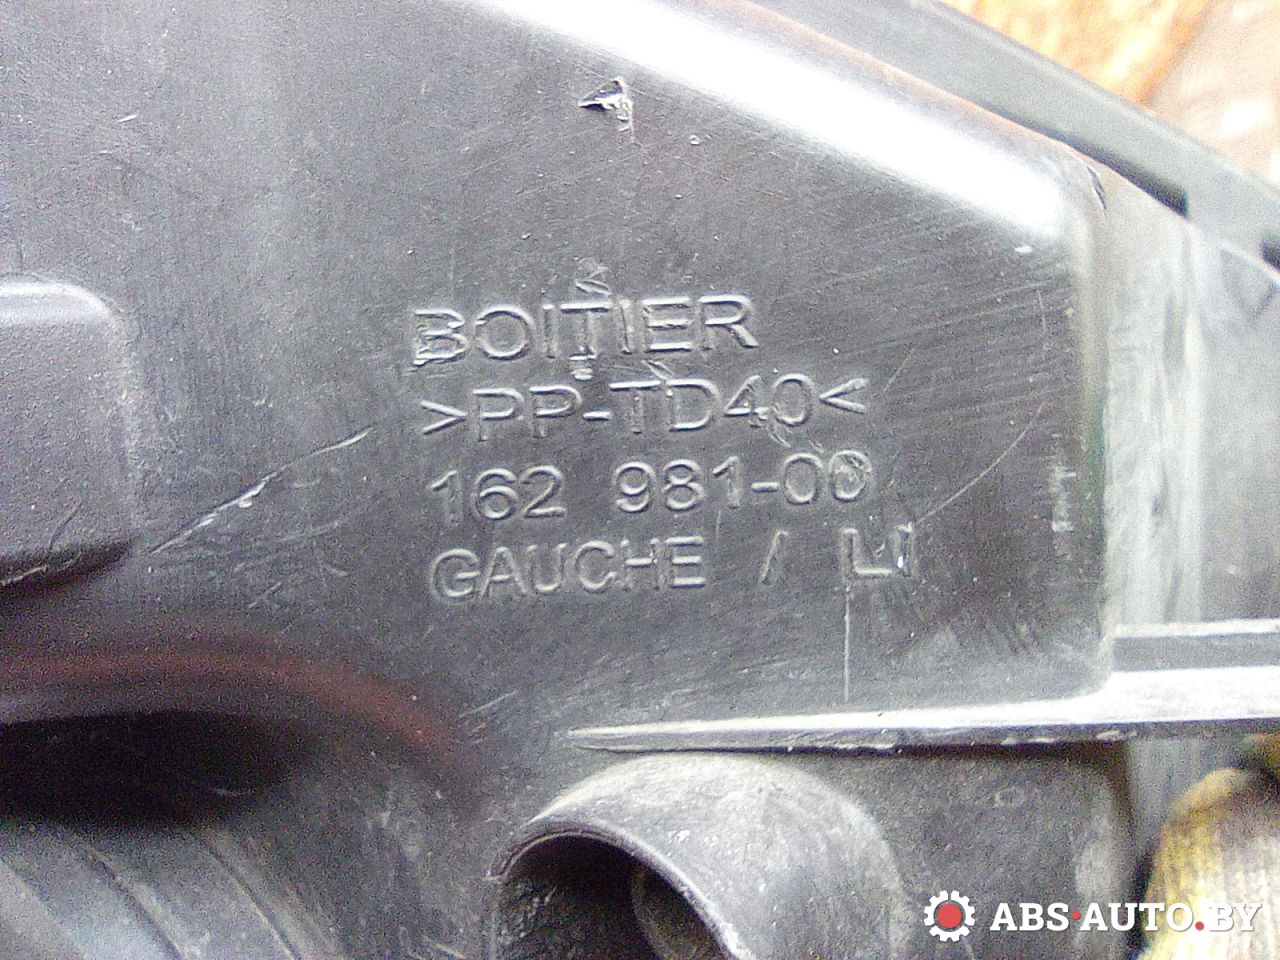 BOITIER
>PP-TD40<
162 981-00
GAUCHE / LI
ABS·AUTO.BY